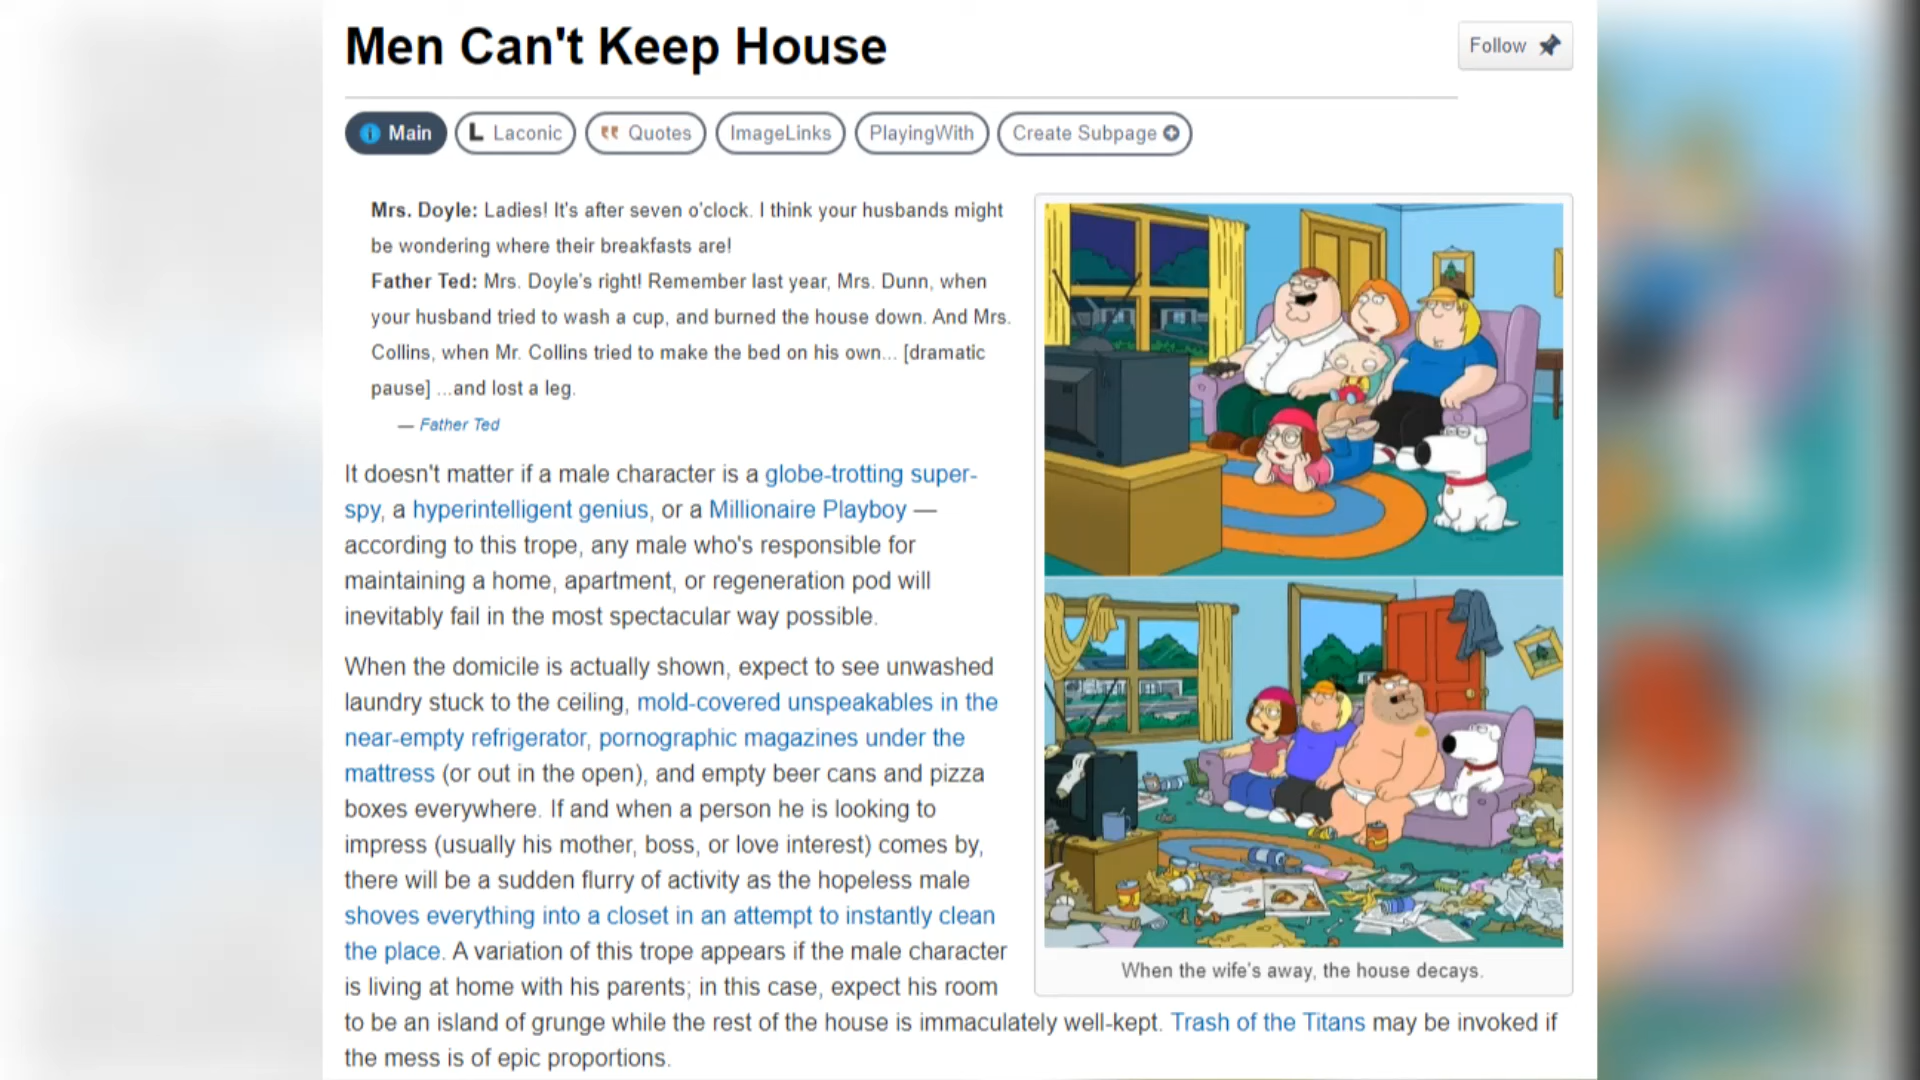 Men Can't Keep House
Follow
Main
Laconic
Quotes
ImageLinks
PlayingWith
Create Subpage
Mrs. Doyle: Ladies! It's after seven o'clock. I think your husbands might
be wondering where their breakfasts are!
Father Ted: Mrs. Doyle's right! Remember last year, Mrs. Dunn, when
your husband tried to wash a cup, and burned the house down. And Mrs.
Collins, when Mr. Collins tried to make the bed on his own... [dramatic
pause] ...and lost a leg.
— Father Ted
It doesn't matter if a male character is a globe-trotting super-
spy, a hyperintelligent genius, or a Millionaire Playboy —
according to this trope, any male who's responsible for
maintaining a home, apartment, or regeneration pod will
inevitably fail in the most spectacular way possible.
When the domicile is actually shown, expect to see unwashed
laundry stuck to the ceiling, mold-covered unspeakables in the
near-empty refrigerator, pornographic magazines under the
mattress (or out in the open), and empty beer cans and pizza
boxes everywhere. If and when a person he is looking to
impress (usually his mother, boss, or love interest) comes by,
there will be a sudden flurry of activity as the hopeless male
shoves everything into a closet in an attempt to instantly clean
the place. A variation of this trope appears if the male character
is living at home with his parents; in this case, expect his room
to be an island of grunge while the rest of the house is immaculately well-kept. Trash of the Titans may be invoked if
the mess is of epic proportions.
When the wife's away, the house decays.